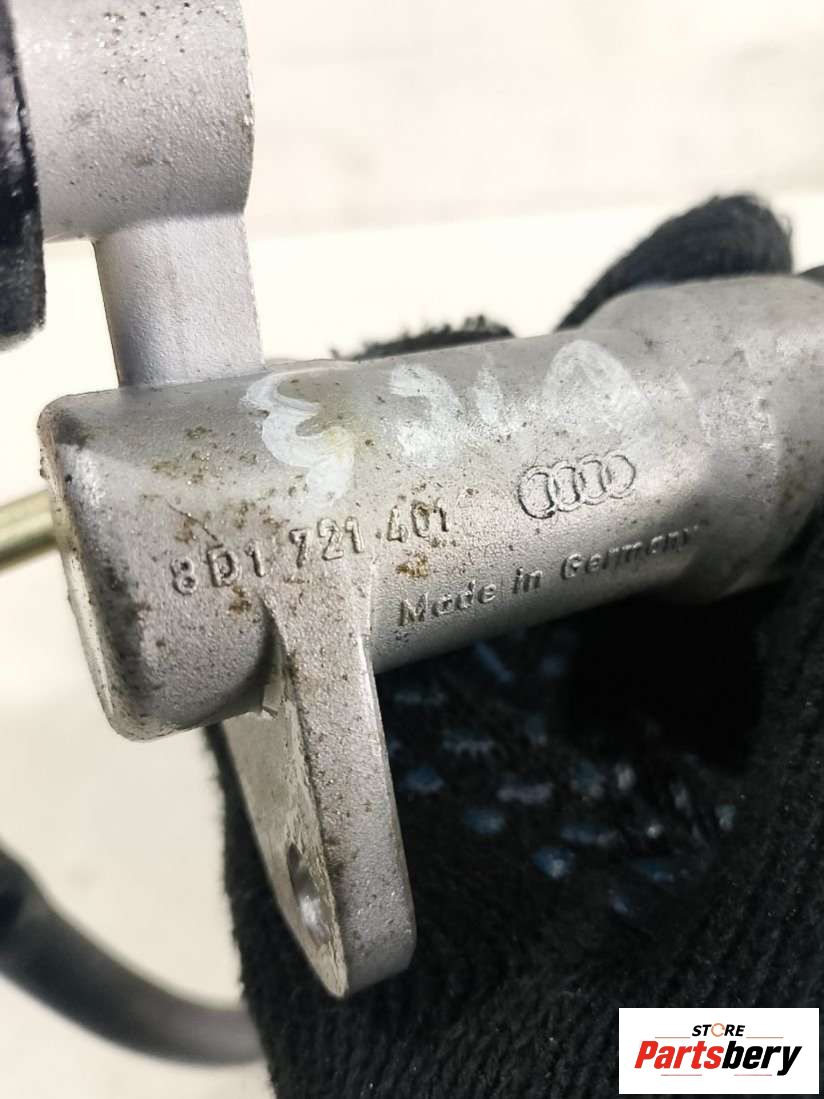 8D1 721 401
Made in Germany
STORE
Partsbery